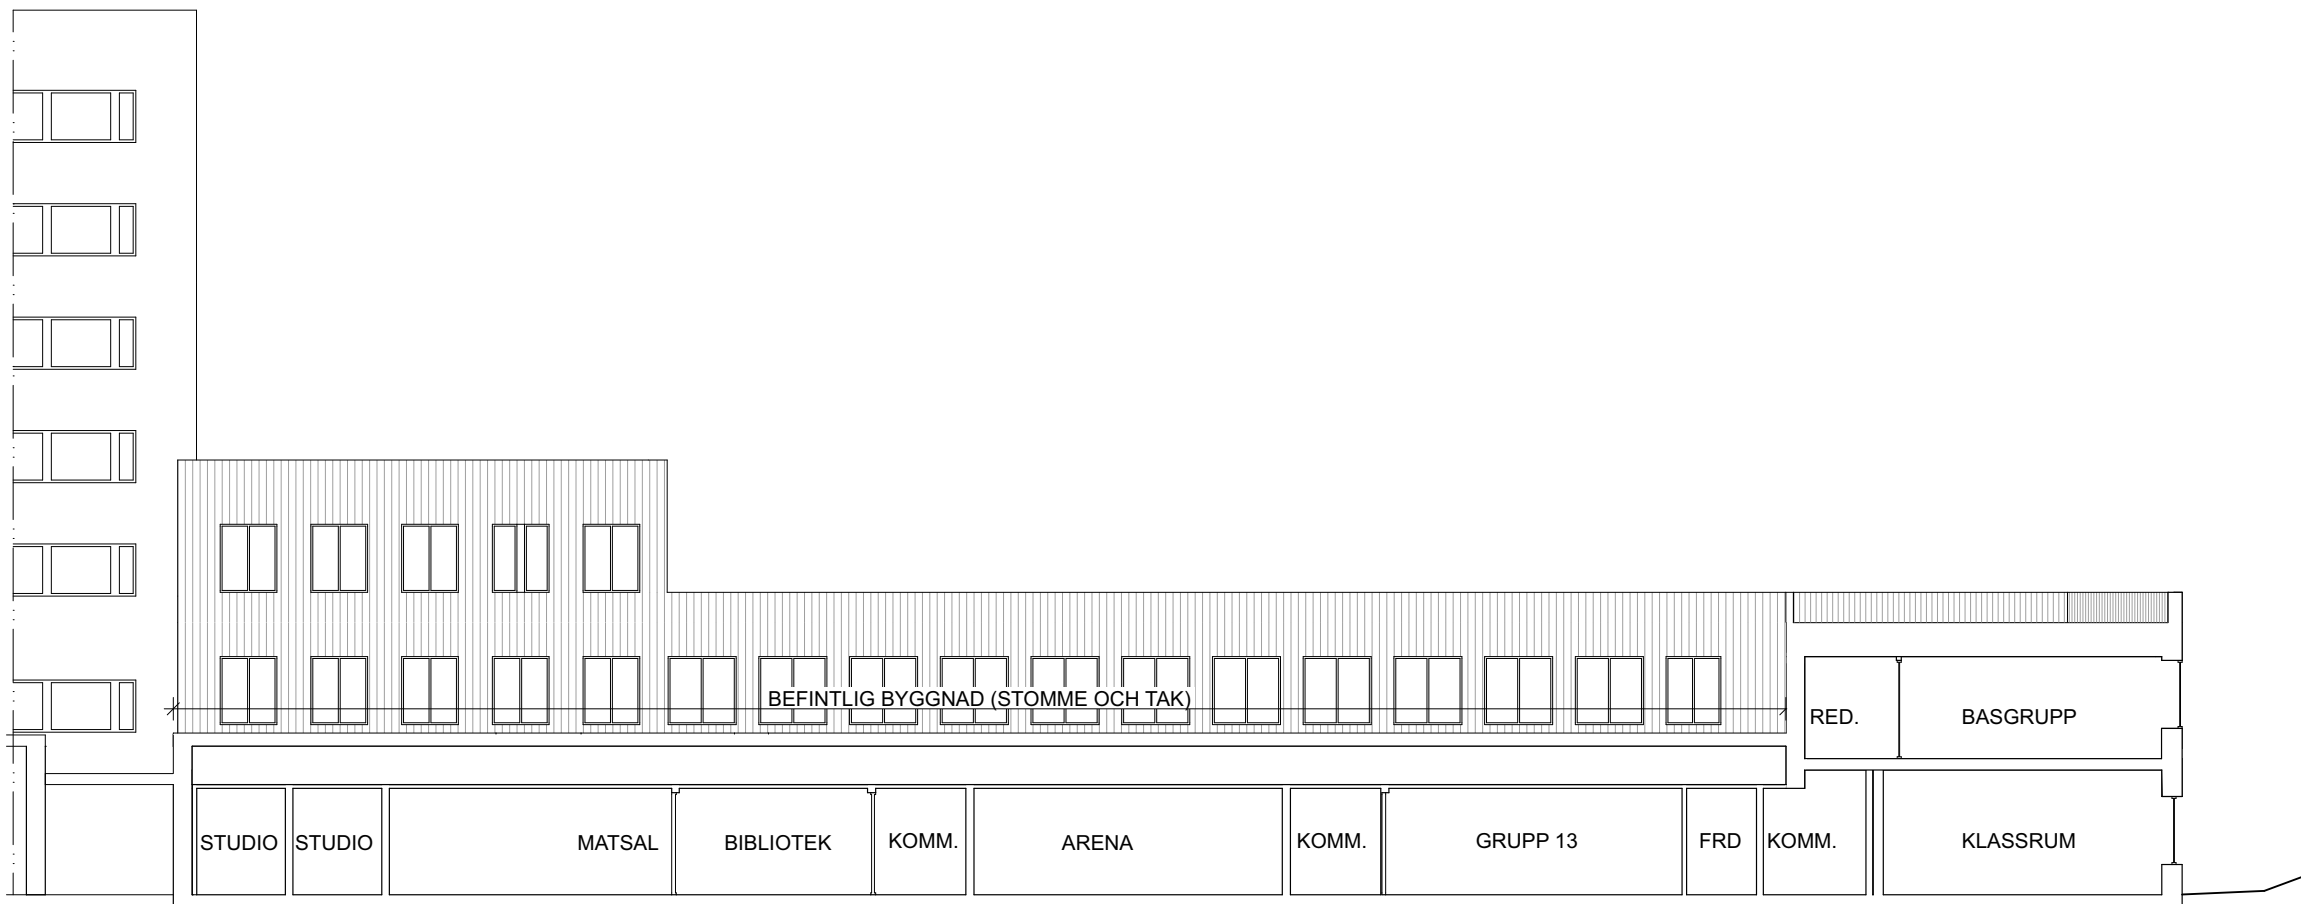 BEFINTLIG BYGGNAD (STOMME OCH TAK)
RED.
BASGRUPP
STUDIO
STUDIO
MATSAL
BIBLIOTEK
KOMM.
ARENA
KOMM.
GRUPP 13
FRD
KOMM.
KLASSRUM